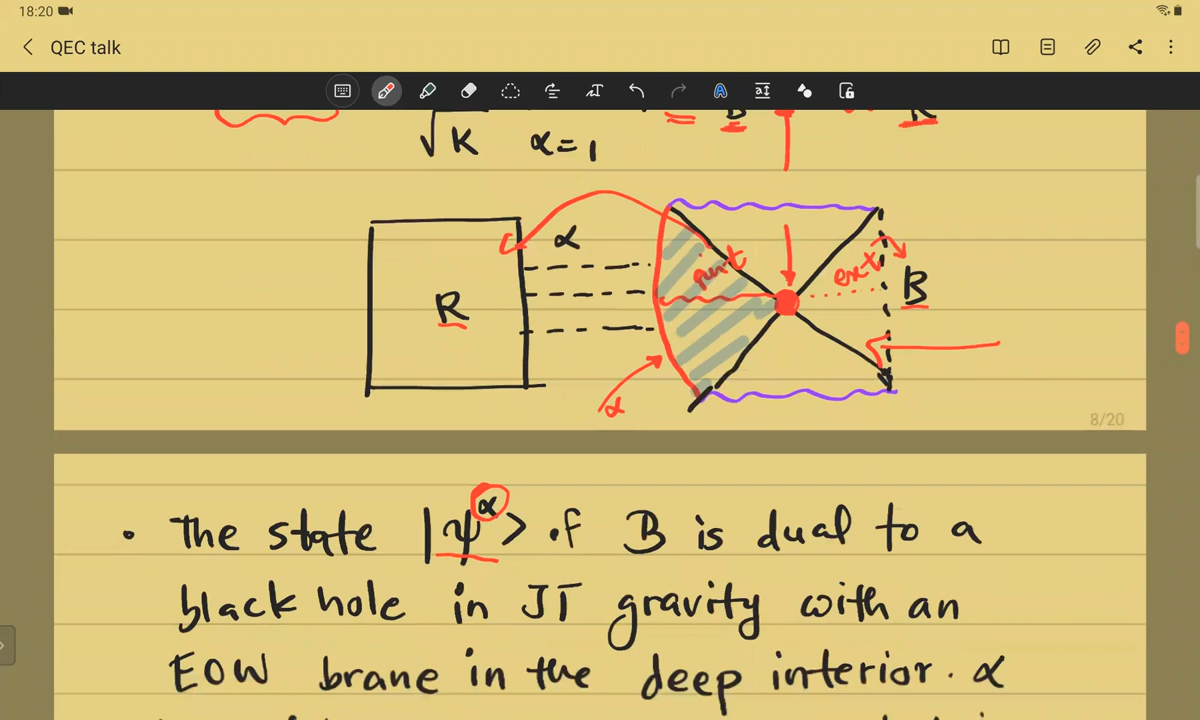 18:20
QEC talk
√K α=1
α
R
int
ext
B
α
8/20
• The state |ψ^α> of B is dual to a
black hole in JT gravity with an
EOW brane in the deep interior. α